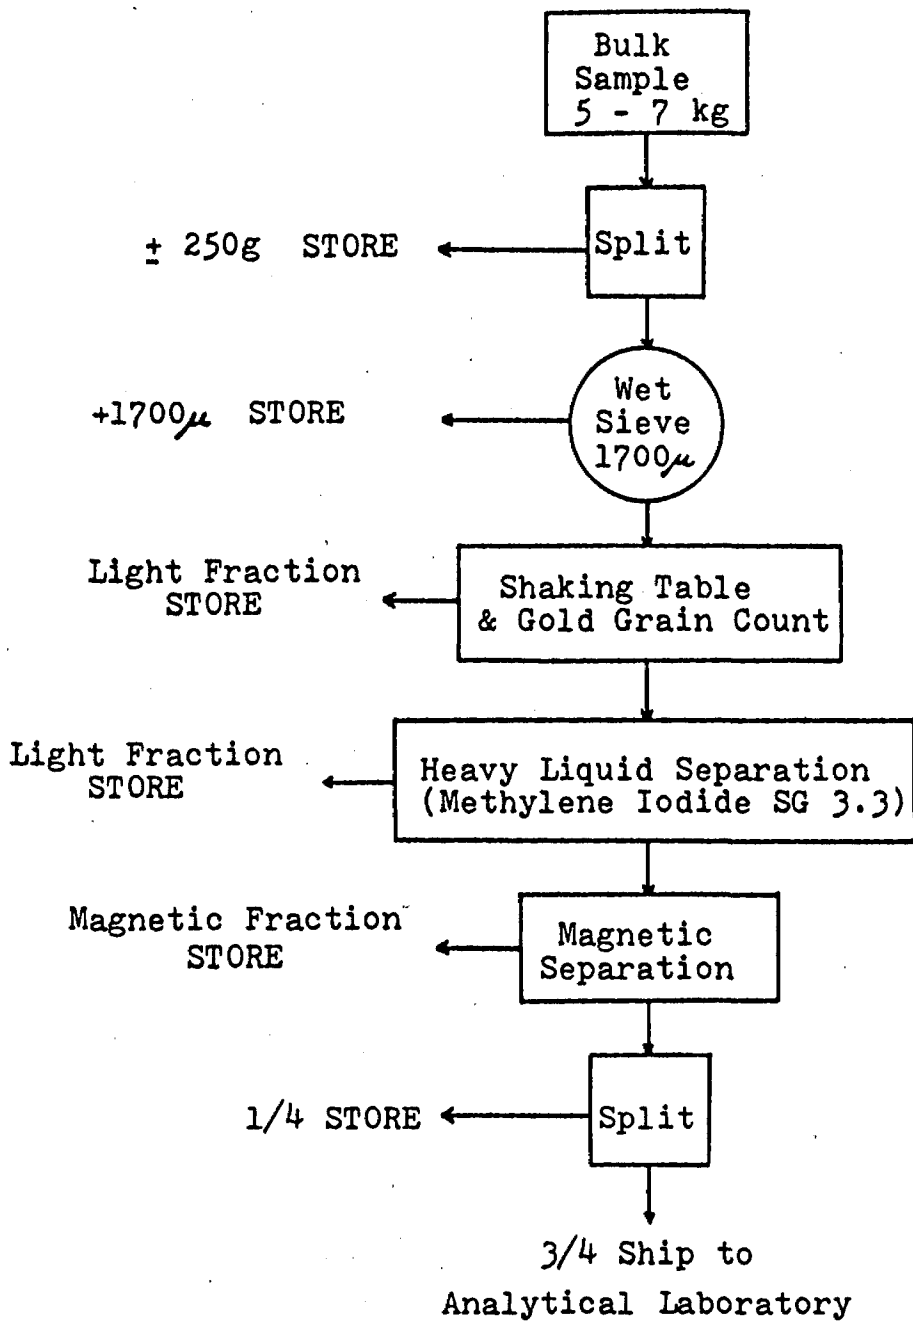 Bulk
Sample
5 - 7 kg
± 250g STORE
Split
+1700μ STORE
Wet
Sieve
1700μ
Light Fraction
STORE
Shaking Table
& Gold Grain Count
Light Fraction
STORE
Heavy Liquid Separation
(Methylene Iodide SG 3.3)
Magnetic Fraction
STORE
Magnetic
Separation
1/4 STORE
Split
3/4 Ship to
Analytical Laboratory